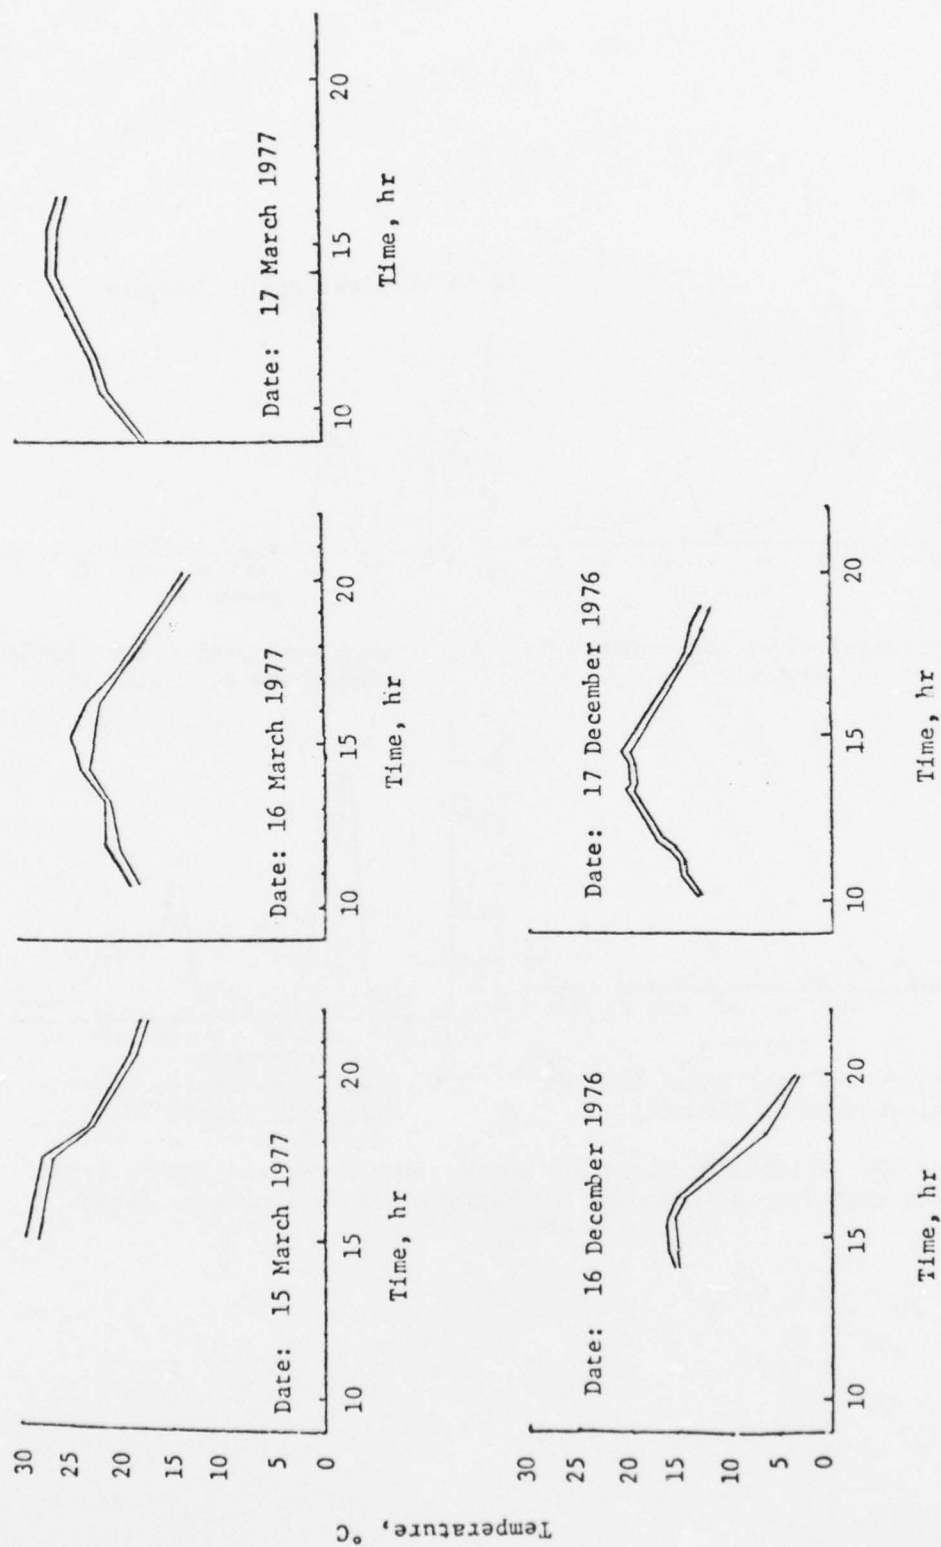 Temperature, °C
30
25
20
15
10
5
0
Date: 15 March 1977
10
15
20
Time, hr
Date: 16 March 1977
10
15
20
Time, hr
Date: 17 March 1977
10
15
20
Time, hr
30
25
20
15
10
5
0
Date: 16 December 1976
10
15
20
Time, hr
Date: 17 December 1976
10
15
20
Time, hr